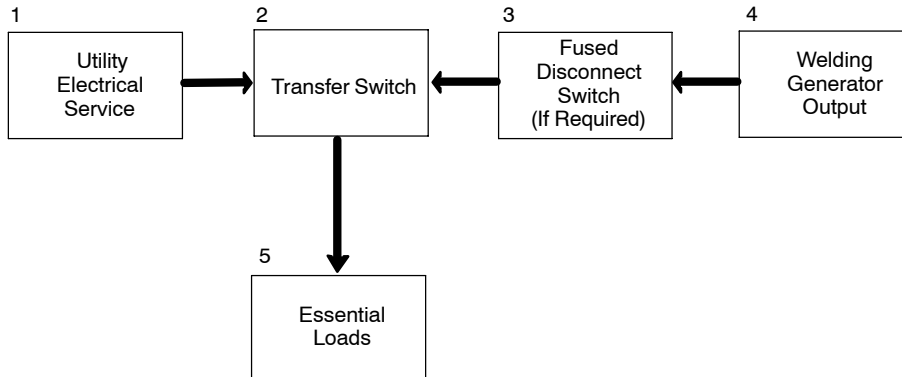 1
Utility
Electrical
Service
2
Transfer Switch
3
Fused
Disconnect
Switch
(If Required)
4
Welding
Generator
Output
5
Essential
Loads